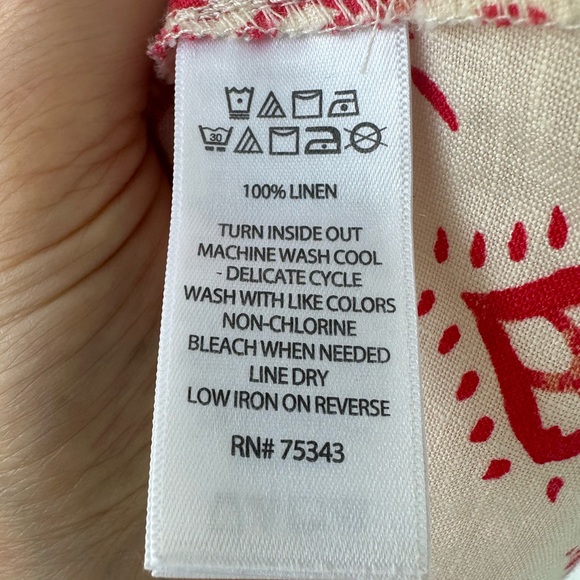 30
100% LINEN
TURN INSIDE OUT
MACHINE WASH COOL
- DELICATE CYCLE
WASH WITH LIKE COLORS
NON-CHLORINE
BLEACH WHEN NEEDED
LINE DRY
LOW IRON ON REVERSE
RN# 75343